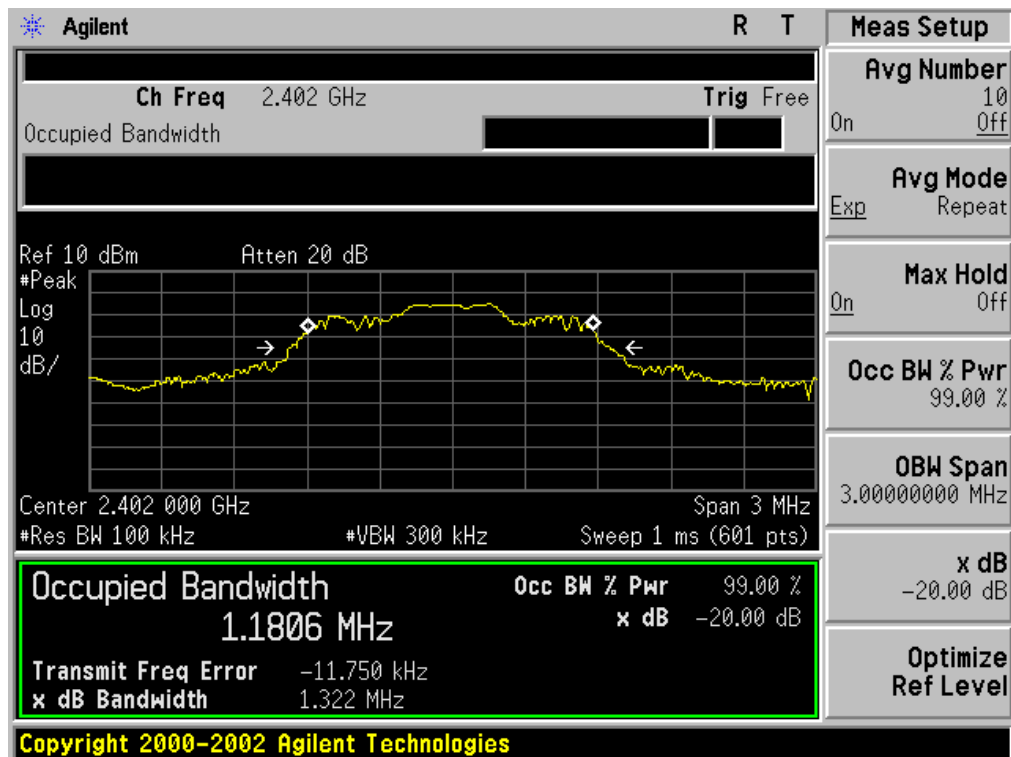 Agilent R T
Ch Freq 2.402 GHz Trig Free
Occupied Bandwidth
Ref 10 dBm Atten 20 dB
#Peak
Log
10
dB/
Center 2.402 000 GHz Span 3 MHz
#Res BW 100 kHz #VBW 300 kHz Sweep 1 ms (601 pts)
Occupied Bandwidth Occ BW % Pwr 99.00 %
1.1806 MHz x dB -20.00 dB
Transmit Freq Error -11.750 kHz
x dB Bandwidth 1.322 MHz
Copyright 2000-2002 Agilent Technologies
Meas Setup
Avg Number
10
On Off
Avg Mode
Exp Repeat
Max Hold
On Off
Occ BW % Pwr
99.00 %
OBW Span
3.00000000 MHz
x dB
-20.00 dB
Optimize
Ref Level